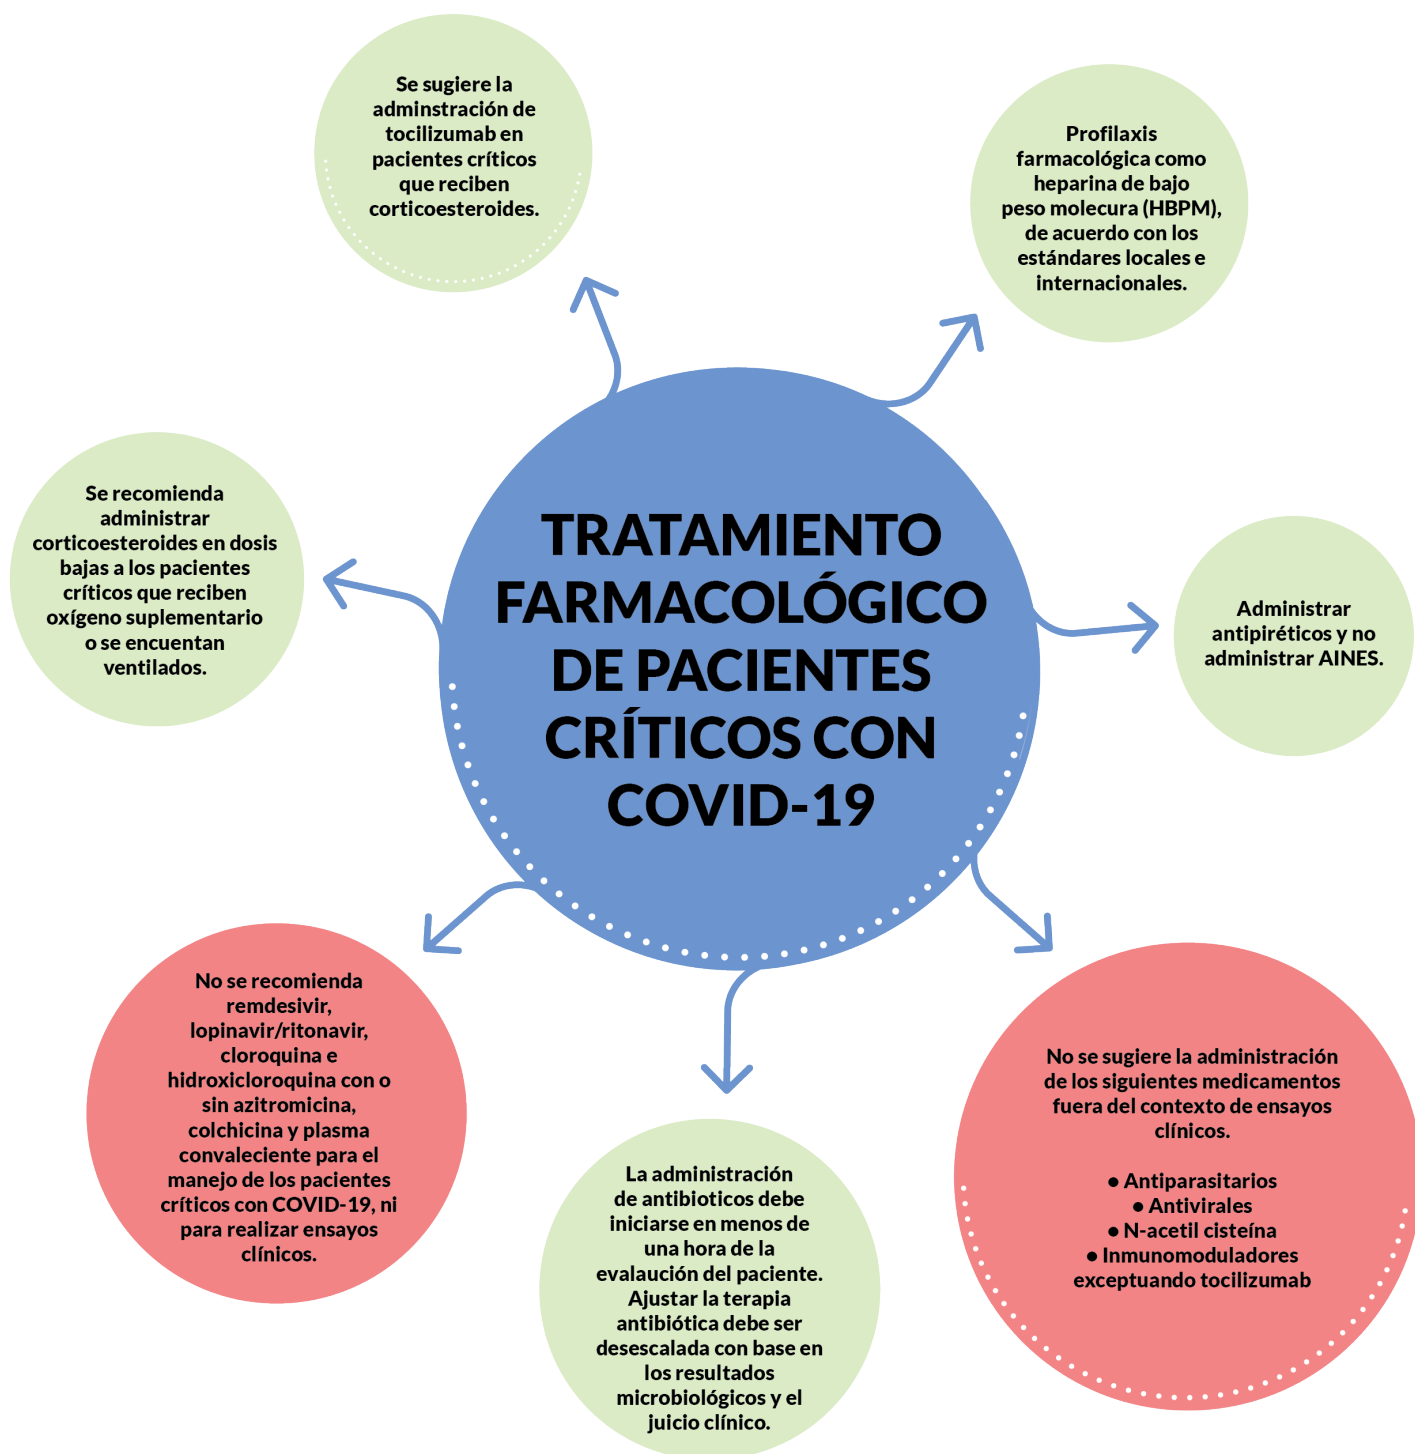 Se sugiere la
adminstración de
tocilizumab en
pacientes críticos
que reciben
corticoesteroides.
Profilaxis
farmacológica como
heparina de bajo
peso molecura (HBPM),
de acuerdo con los
estándares locales e
internacionales.
Se recomienda
administrar
corticoesteroides en dosis
bajas a los pacientes
críticos que reciben
oxígeno suplementario
o se encuentan
ventilados.
TRATAMIENTO
FARMACOLÓGICO
DE PACIENTES
CRÍTICOS CON
COVID-19
Administrar
antipiréticos y no
administrar AINES.
No se recomienda
remdesivir,
lopinavir/ritonavir,
cloroquina e
hidroxicloroquina con o
sin azitromicina,
colchicina y plasma
convaleciente para el
manejo de los pacientes
críticos con COVID-19, ni
para realizar ensayos
clínicos.
La administración
de antibioticos debe
iniciarse en menos de
una hora de la
evalaución del paciente.
Ajustar la terapia
antibiótica debe ser
desescalada con base en
los resultados
microbiológicos y el
juicio clínico.
No se sugiere la administración
de los siguientes medicamentos
fuera del contexto de ensayos
clínicos.
● Antiparasitarios
● Antivirales
● N-acetil cisteína
● Inmunomoduladores
exceptuando tocilizumab